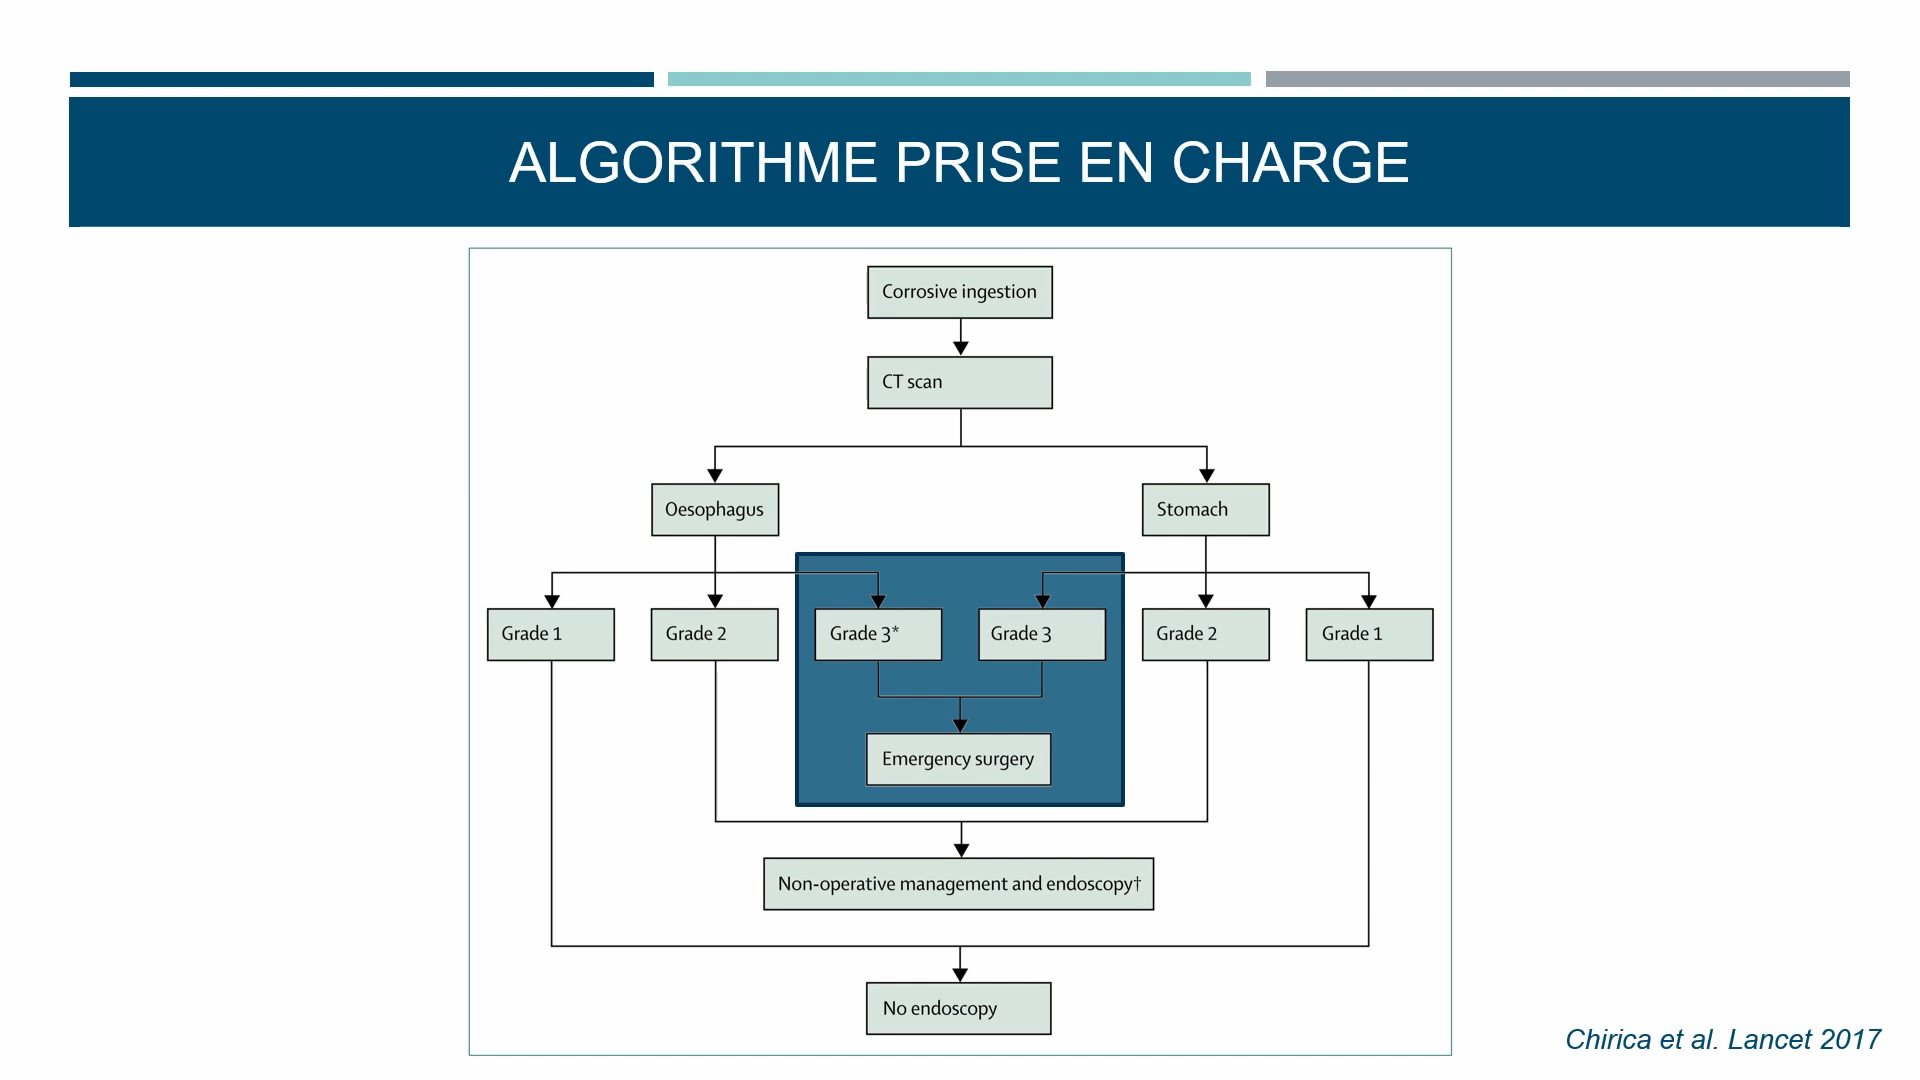 ALGORITHME PRISE EN CHARGE
Corrosive ingestion
CT scan
Oesophagus
Stomach
Grade 1
Grade 2
Grade 3*
Grade 3
Grade 2
Grade 1
Emergency surgery
Non-operative management and endoscopy†
No endoscopy
Chirica et al. Lancet 2017